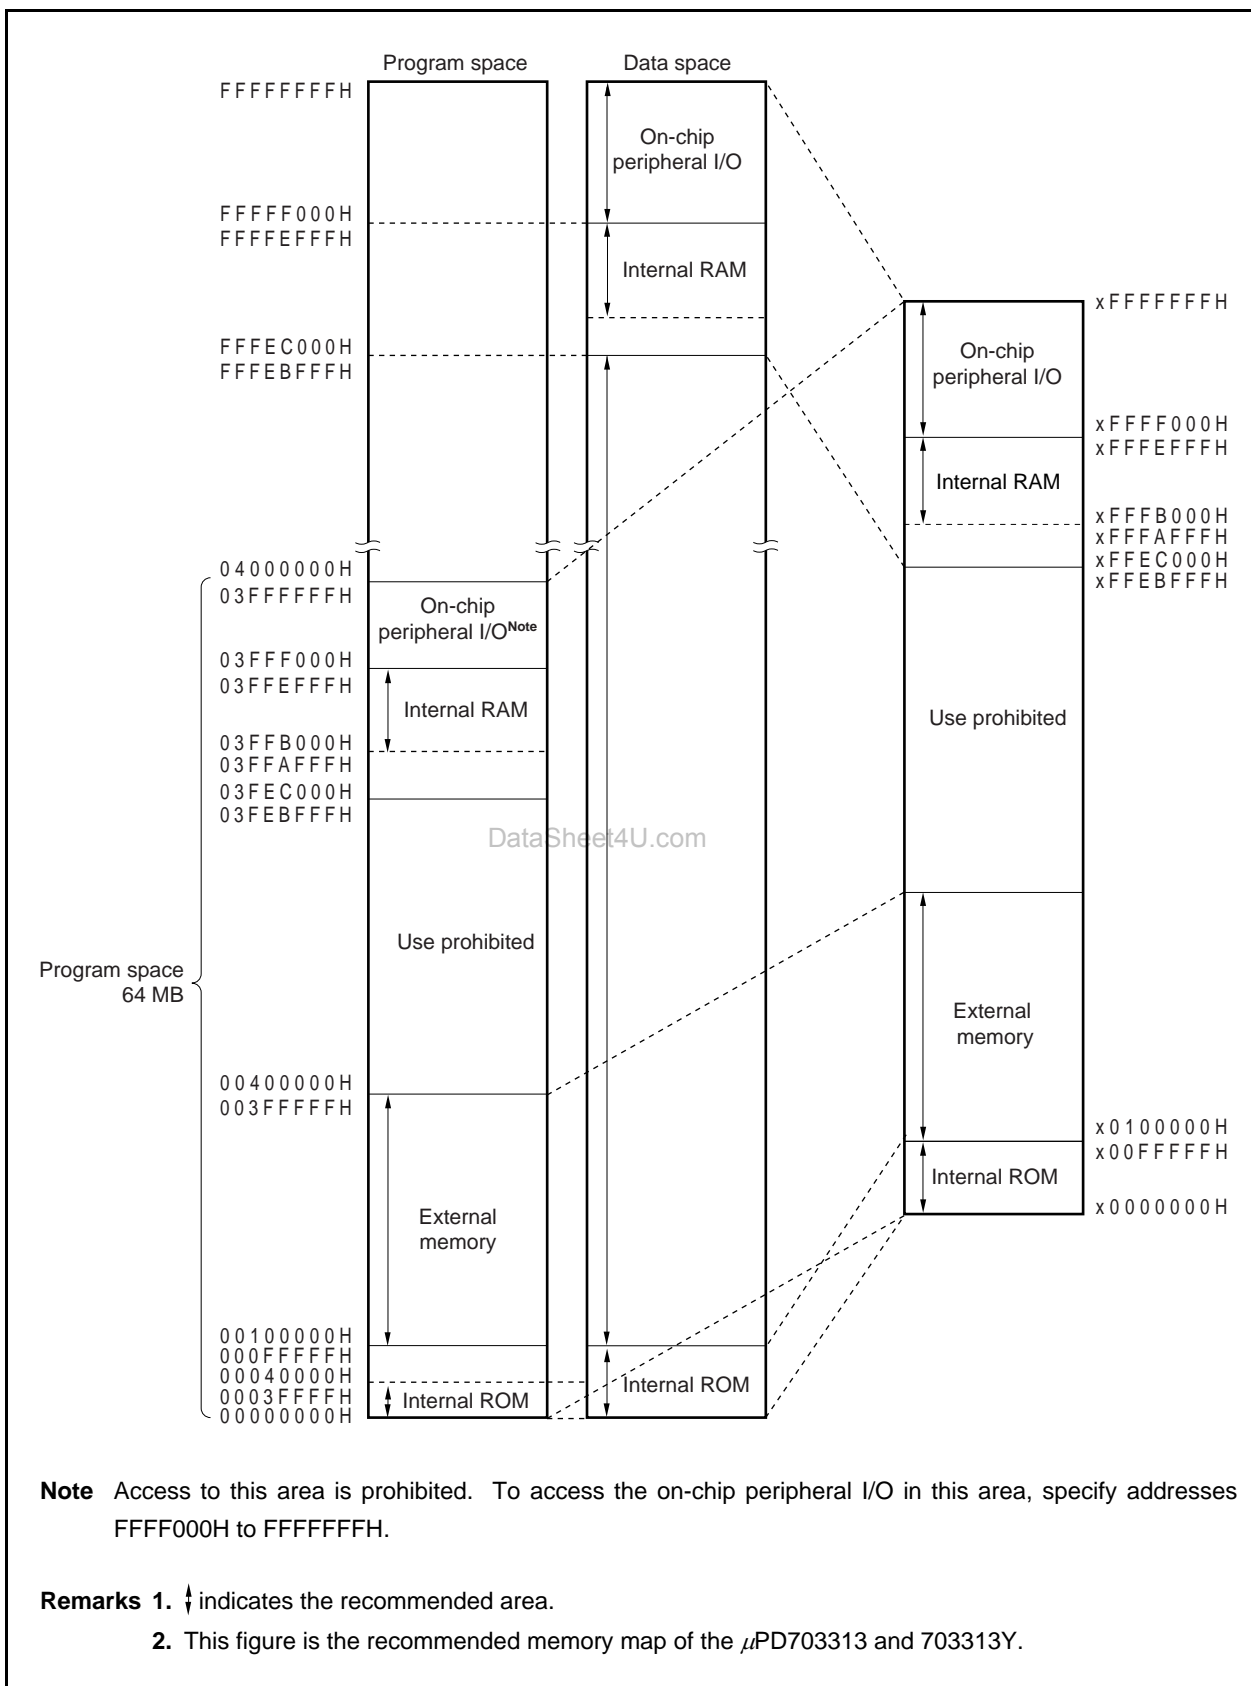 Program space
Data space
FFFFFFFFH
On-chip
peripheral I/O
FFFFF000H
FFFFEFFFH
Internal RAM
FFFEC000H
FFFEBFFFH
xFFFFFFFH
On-chip
peripheral I/O
xFFFF000H
xFFFEFFFH
Internal RAM
xFFFB000H
xFFFAFFFH
xFFEC000H
xFFEBFFFH
04000000H
03FFFFFFH
On-chip
peripheral I/ONote
03FFF000H
03FFEFFFH
Internal RAM
03FFB000H
03FFAFFFH
03FEC000H
03FEBFFFH
Use prohibited
DataSheet4U.com
Use prohibited
Program space
64 MB
External
memory
00400000H
003FFFFFH
x0100000H
x00FFFFFH
Internal ROM
x0000000H
External
memory
00100000H
000FFFFFH
00040000H
0003FFFFH
00000000H
Internal ROM
Internal ROM
Note Access to this area is prohibited. To access the on-chip peripheral I/O in this area, specify addresses
FFFF000H to FFFFFFFH.
Remarks 1. indicates the recommended area.
2. This figure is the recommended memory map of the μPD703313 and 703313Y.